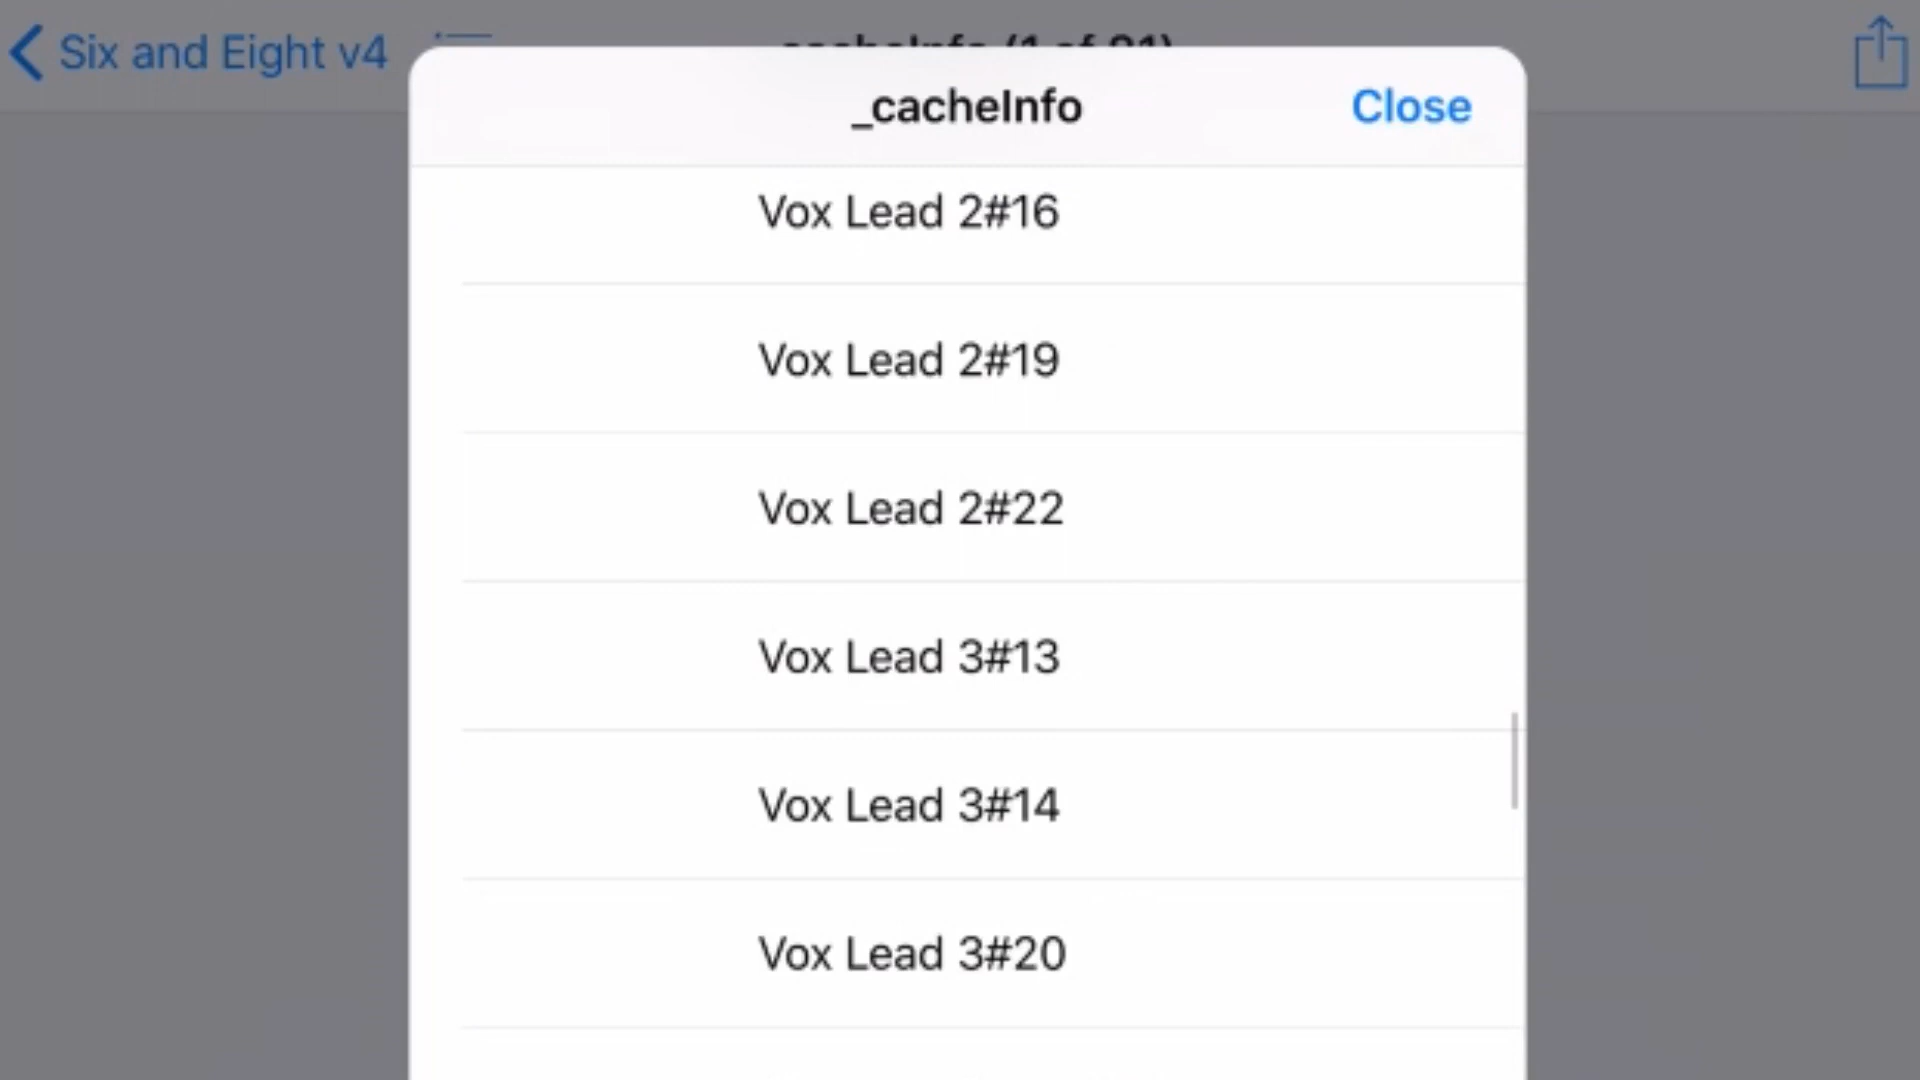 Six and Eight v4
_cacheInfo
Close
Vox Lead 2#16
Vox Lead 2#19
Vox Lead 2#22
Vox Lead 3#13
Vox Lead 3#14
Vox Lead 3#20